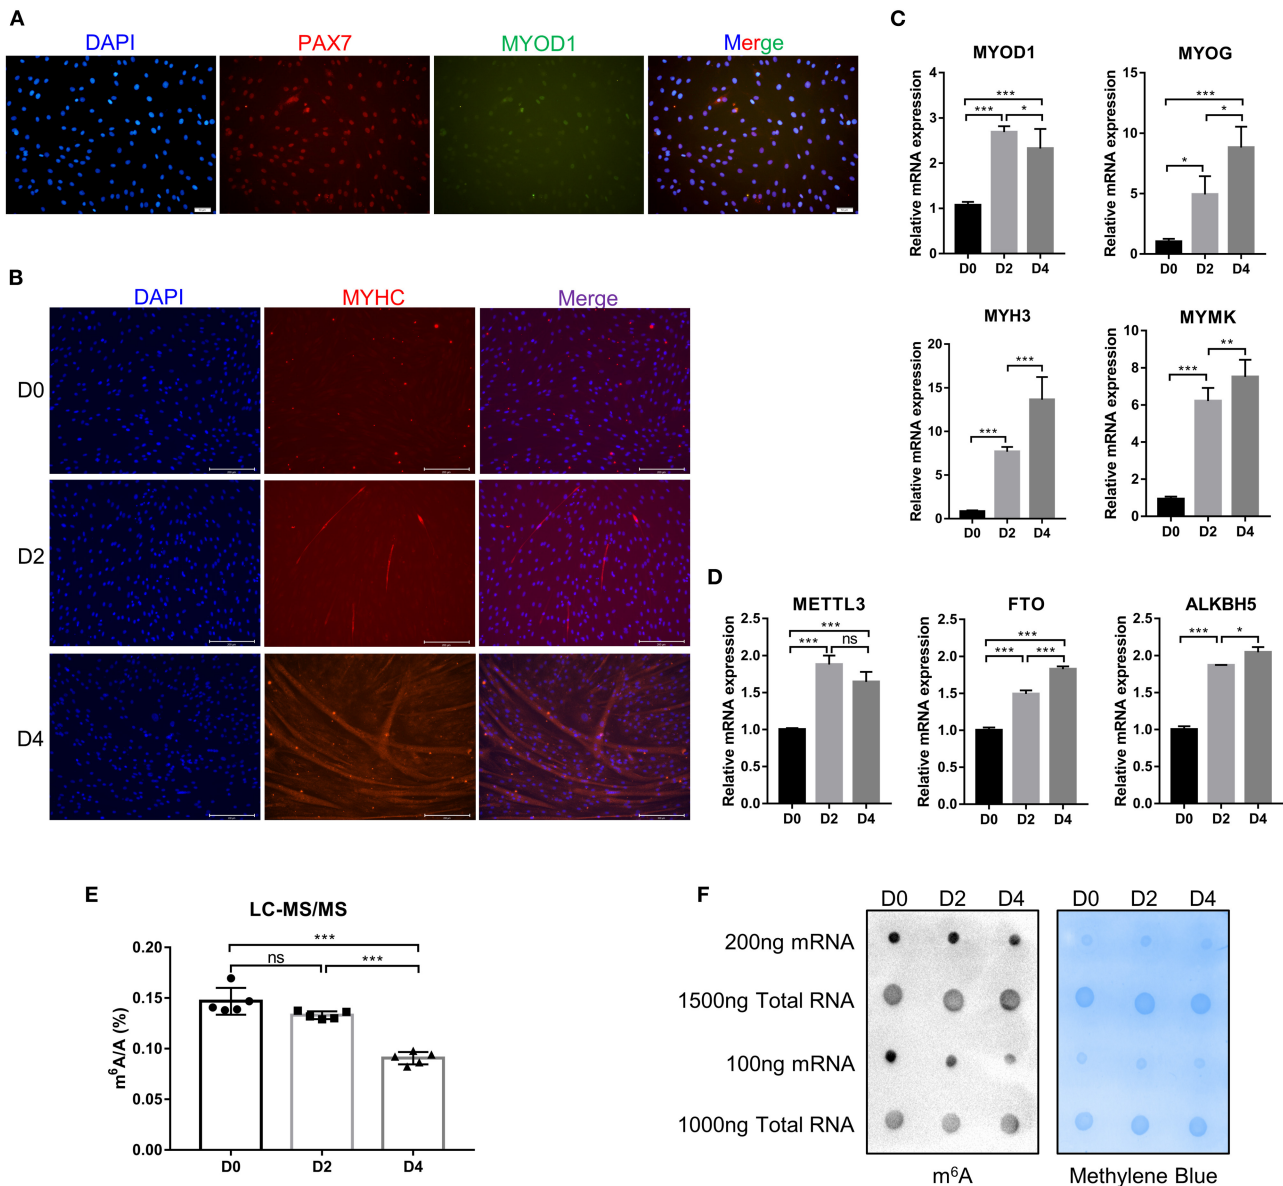 A
DAPI PAX7 MYOD1 Merge
B
DAPI MYHC Merge
D0
D2
D4
C
MYOD1
Relative mRNA expression
4
3
2
1
0
*** *** *
D0 D2 D4
MYOG
Relative mRNA expression
15
10
5
0
*** * *
D0 D2 D4
MYH3
Relative mRNA expression
20
15
10
5
0
*** ***
D0 D2 D4
MYMK
Relative mRNA expression
10
8
6
4
2
0
*** **
D0 D2 D4
D
METTL3
Relative mRNA expression
2.5
2.0
1.5
1.0
0.5
0.0
***
*** ns
D0 D2 D4
FTO
Relative mRNA expression
2.5
2.0
1.5
1.0
0.5
0.0
***
*** ***
D0 D2 D4
ALKBH5
Relative mRNA expression
2.5
2.0
1.5
1.0
0.5
0.0
*** *
D0 D2 D4
E
LC-MS/MS
m⁶A/A (%)
0.20
0.15
0.10
0.05
0.00
***
ns ***
D0 D2 D4
F
D0 D2 D4 D0 D2 D4
200ng mRNA
1500ng Total RNA
100ng mRNA
1000ng Total RNA
m⁶A Methylene Blue